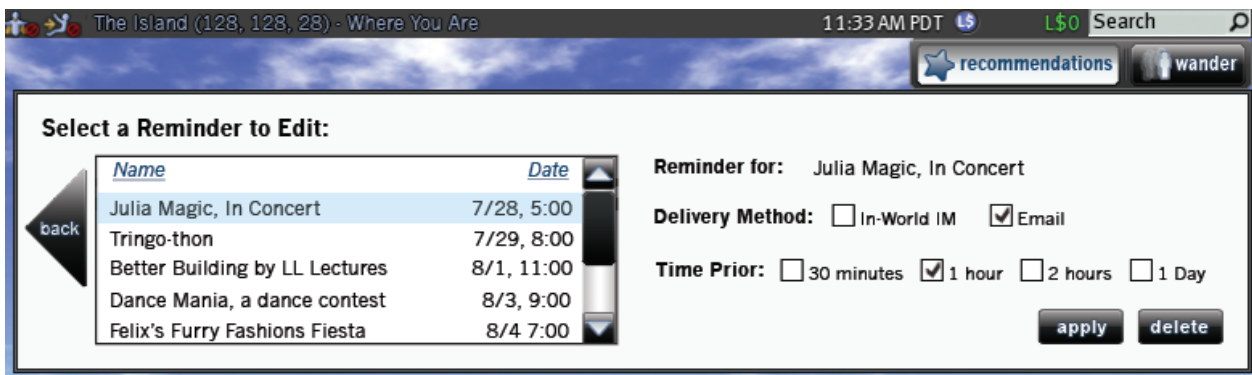 The Island (128, 128, 28) - Where You Are 11:33 AM PDT L$ L$0 Search
recommendations wander
Select a Reminder to Edit:
back
Name Date
Julia Magic, In Concert 7/28, 5:00
Tringo-thon 7/29, 8:00
Better Building by LL Lectures 8/1, 11:00
Dance Mania, a dance contest 8/3, 9:00
Felix's Furry Fashions Fiesta 8/4 7:00
Reminder for: Julia Magic, In Concert
Delivery Method: In-World IM Email
Time Prior: 30 minutes 1 hour 2 hours 1 Day
apply delete